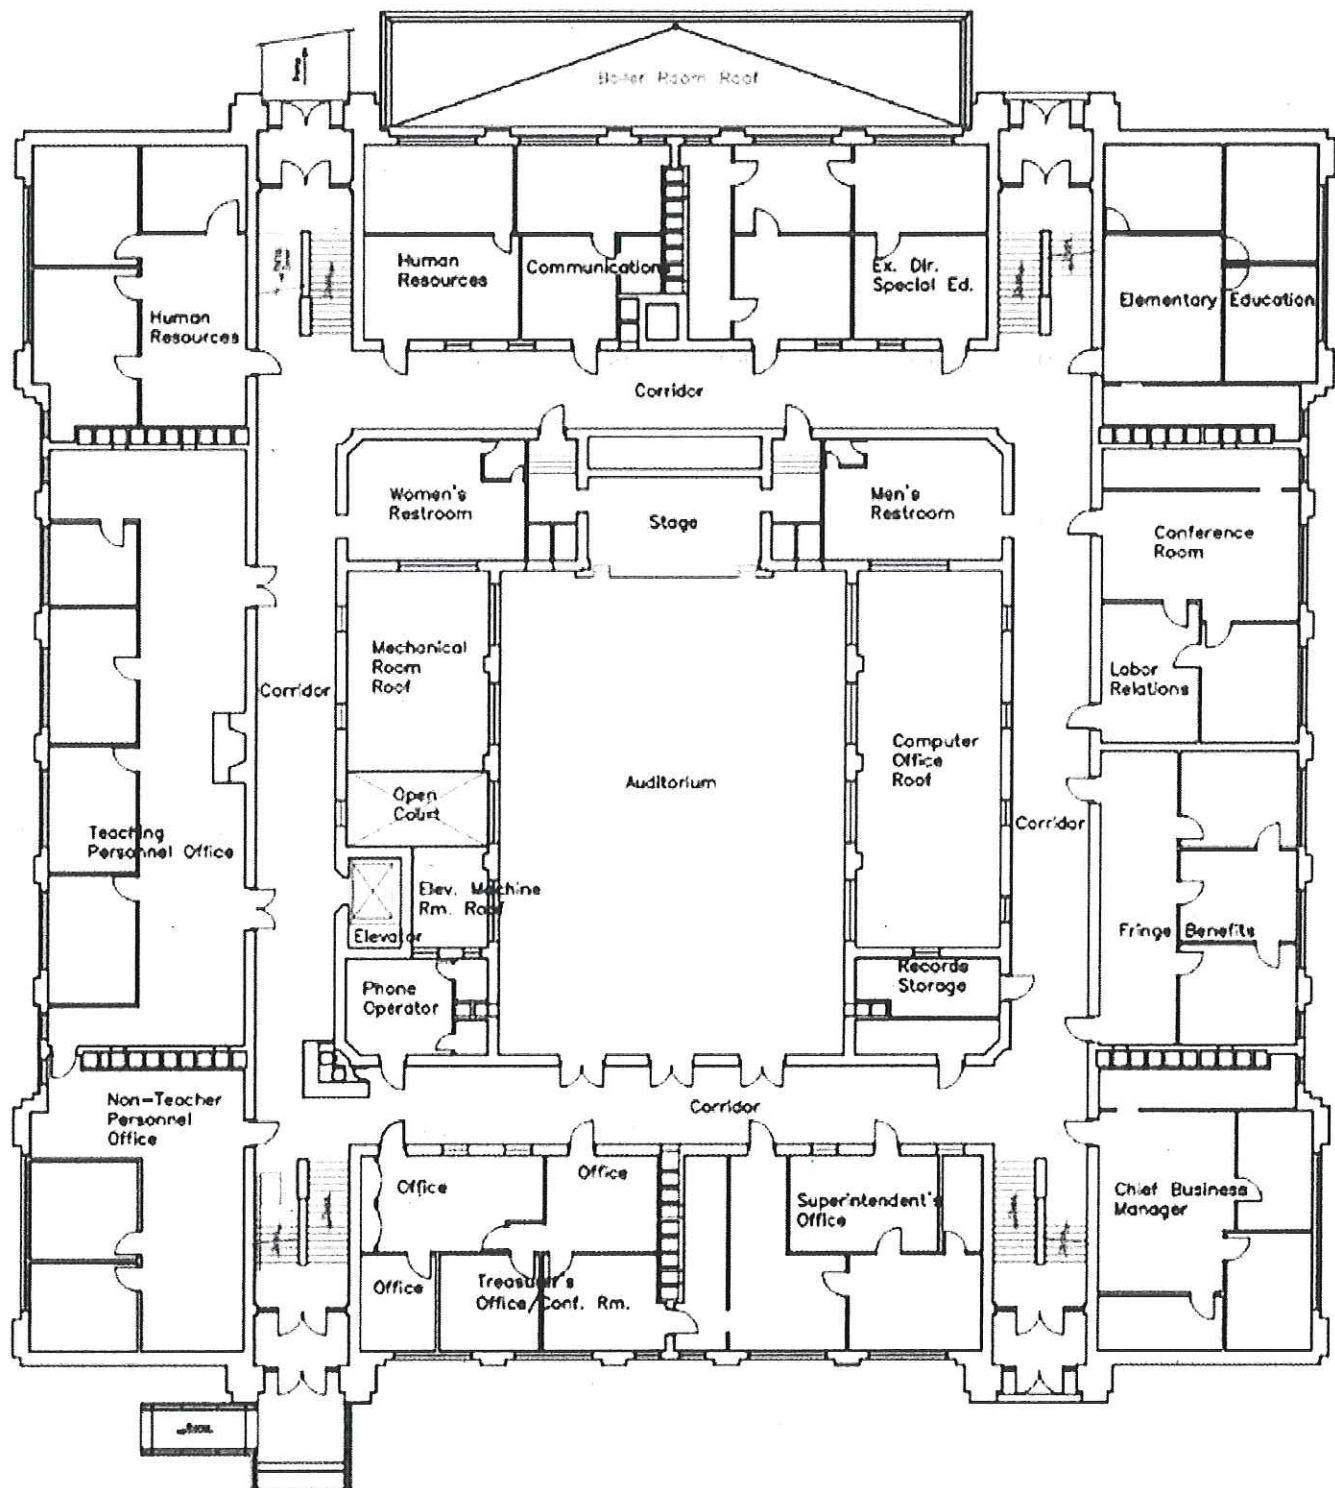 Boiler Room Roof
Human
Resources
Communication
Ex. Dir.
Special Ed.
Elementary Education
Human
Resources
Corridor
Women's
Restroom
Stage
Men's
Restroom
Conference
Room
Mechanical
Room
Roof
Labor
Relations
Corridor
Computer
Office
Roof
Auditorium
Open
Court
Corridor
Teaching
Personnel Office
Elev. Machine
Rm. Roof
Elevator
Fringe Benefits
Records
Storage
Phone
Operator
Non-Teacher
Personnel
Office
Corridor
Office
Office
Superintendent's
Office
Chief Business
Manager
Office
Treasurer's
Office/Conf. Rm.